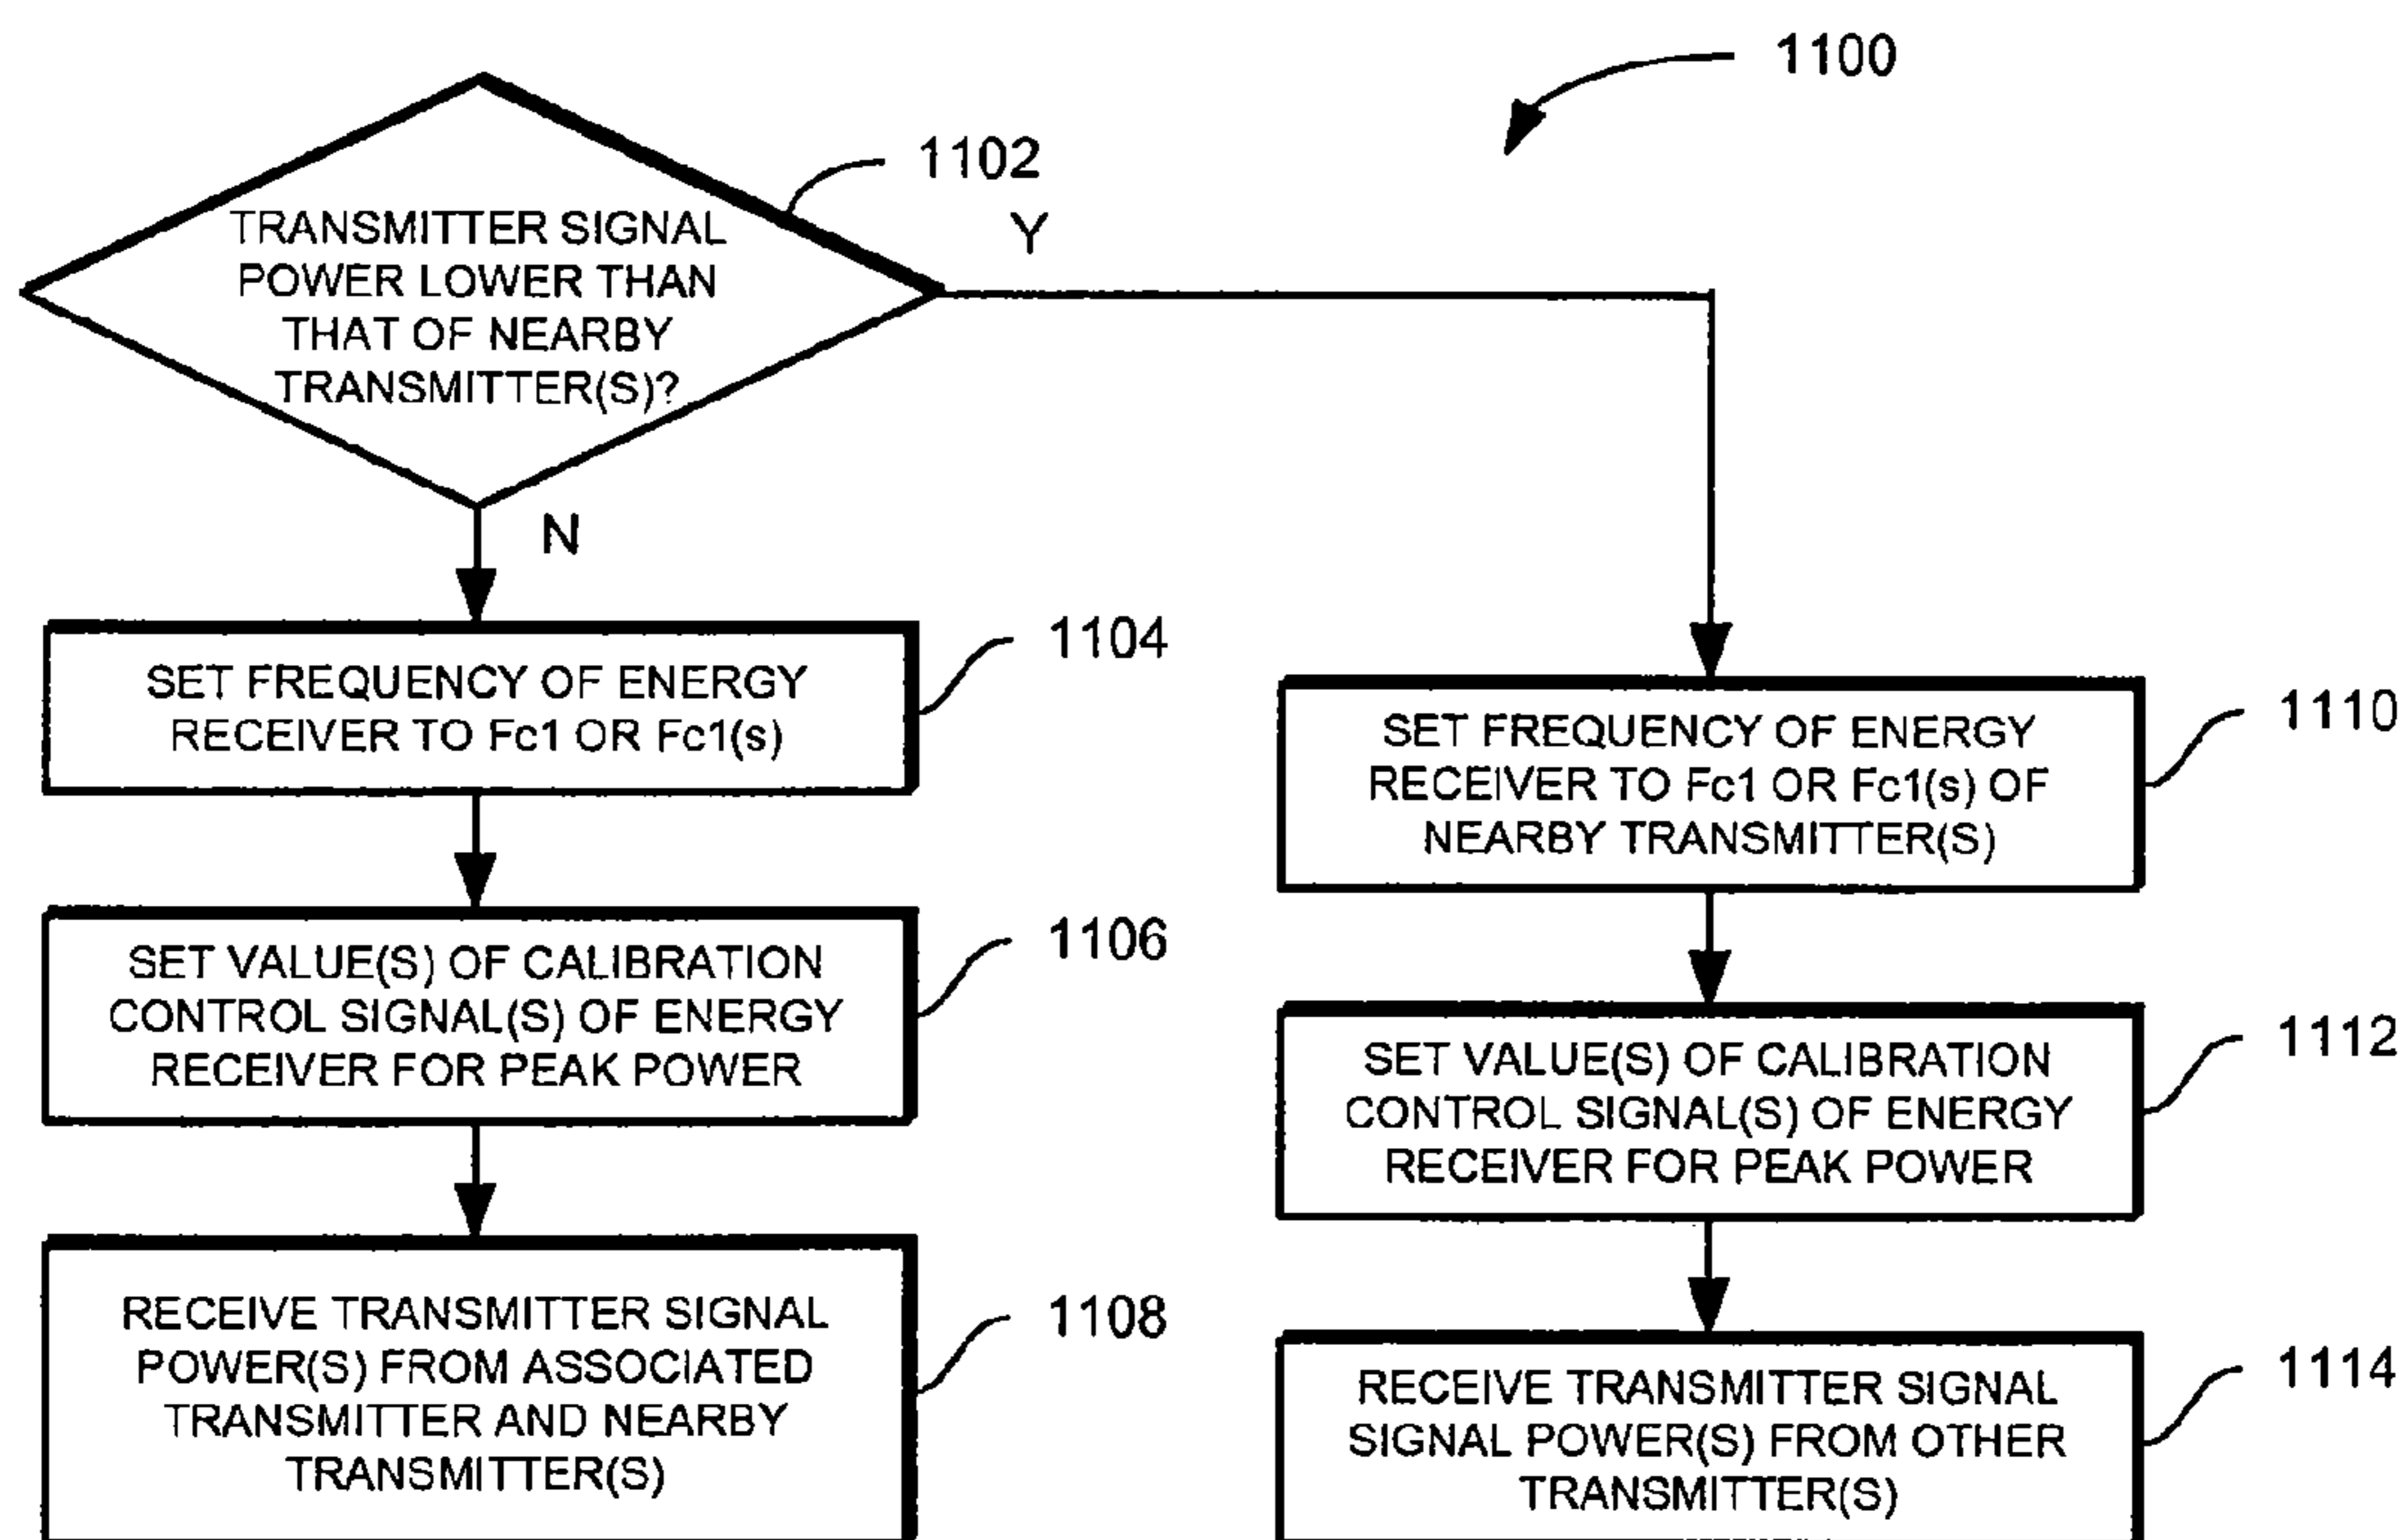 1100
1102
TRANSMITTER SIGNAL
POWER LOWER THAN
THAT OF NEARBY
TRANSMITTER(S)?
Y
N
1104
SET FREQUENCY OF ENERGY
RECEIVER TO Fc1 OR Fc1(s)
1106
SET VALUE(S) OF CALIBRATION
CONTROL SIGNAL(S) OF ENERGY
RECEIVER FOR PEAK POWER
1108
RECEIVE TRANSMITTER SIGNAL
POWER(S) FROM ASSOCIATED
TRANSMITTER AND NEARBY
TRANSMITTER(S)
1110
SET FREQUENCY OF ENERGY
RECEIVER TO Fc1 OR Fc1(s) OF
NEARBY TRANSMITTER(S)
1112
SET VALUE(S) OF CALIBRATION
CONTROL SIGNAL(S) OF ENERGY
RECEIVER FOR PEAK POWER
1114
RECEIVE TRANSMITTER SIGNAL
SIGNAL POWER(S) FROM OTHER
TRANSMITTER(S)